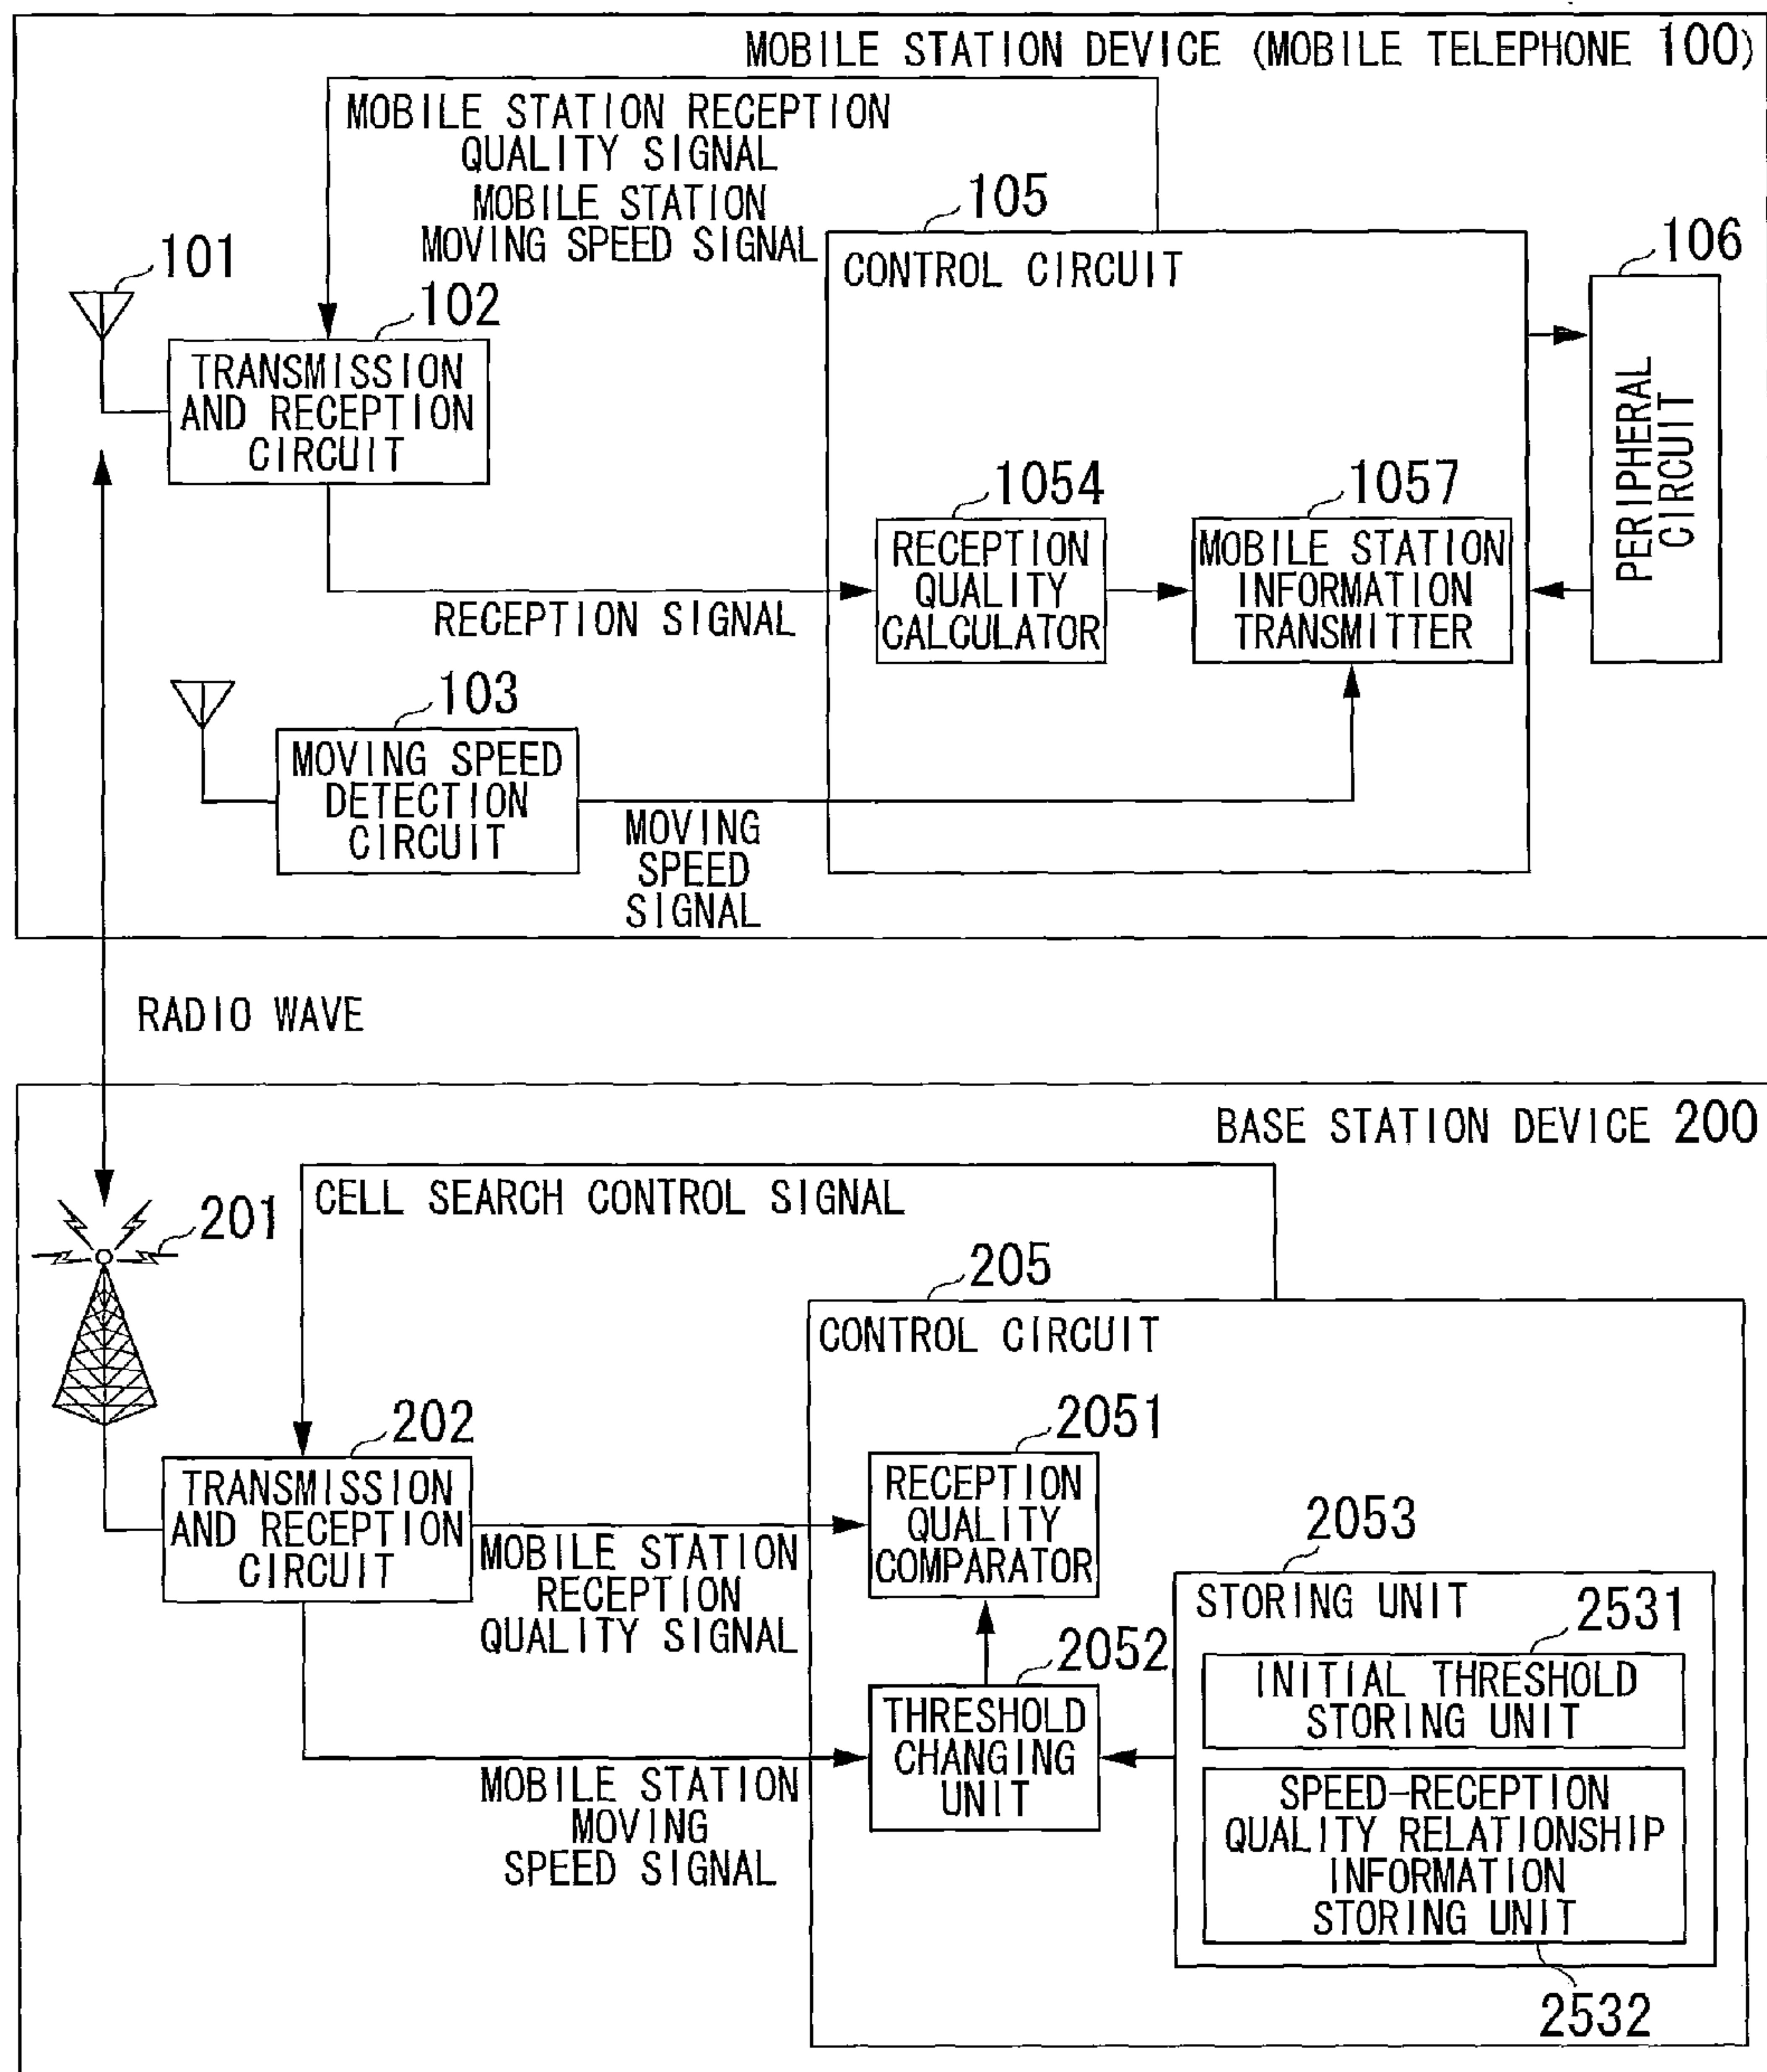 MOBILE STATION DEVICE (MOBILE TELEPHONE 100)
MOBILE STATION RECEPTION
QUALITY SIGNAL
MOBILE STATION
MOVING SPEED SIGNAL
105
CONTROL CIRCUIT
106
PERIPHERAL
CIRCUIT
101
102
TRANSMISSION
AND RECEPTION
CIRCUIT
1054
RECEPTION
QUALITY
CALCULATOR
1057
MOBILE STATION
INFORMATION
TRANSMITTER
RECEPTION SIGNAL
103
MOVING SPEED
DETECTION
CIRCUIT
MOVING
SPEED
SIGNAL
RADIO WAVE
BASE STATION DEVICE 200
CELL SEARCH CONTROL SIGNAL
201
205
CONTROL CIRCUIT
202
TRANSMISSION
AND RECEPTION
CIRCUIT
2051
RECEPTION
QUALITY
COMPARATOR
MOBILE STATION
RECEPTION
QUALITY SIGNAL
2053
STORING UNIT
2531
INITIAL THRESHOLD
STORING UNIT
2052
THRESHOLD
CHANGING
UNIT
MOBILE STATION
MOVING
SPEED SIGNAL
SPEED-RECEPTION
QUALITY RELATIONSHIP
INFORMATION
STORING UNIT
2532